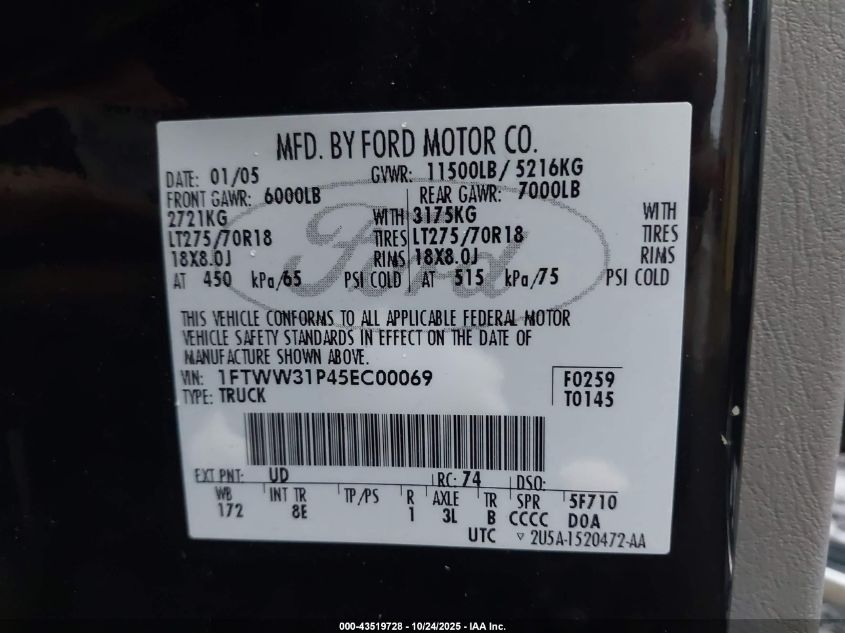 MFD. BY FORD MOTOR CO.
DATE: 01/05 GVWR: 11500LB/ 5216KG
FRONT GAWR: 6000LB REAR GAWR: 7000LB
2721KG WITH 3175KG WITH
LT275/70R18 TIRES LT275/70R18 TIRES
18X8.0J RIMS 18X8.0J RIMS
AT 450 kPa/65 PSI COLD AT 515 kPa/75 PSI COLD
Ford
THIS VEHICLE CONFORMS TO ALL APPLICABLE FEDERAL MOTOR
VEHICLE SAFETY STANDARDS IN EFFECT ON THE DATE OF
MANUFACTURE SHOWN ABOVE.
VIN: 1FTWW31P45EC00069 F0259
TYPE: TRUCK T0145
EXT PNT: UD RC: 74 DSO:
WB INT TR TP/PS R AXLE TR SPR 5F710
172 8E 1 3L B CCCC D0A
UTC ▽ 2U5A-1520472-AA
000-43519728 - 10/24/2025 - IAA Inc.